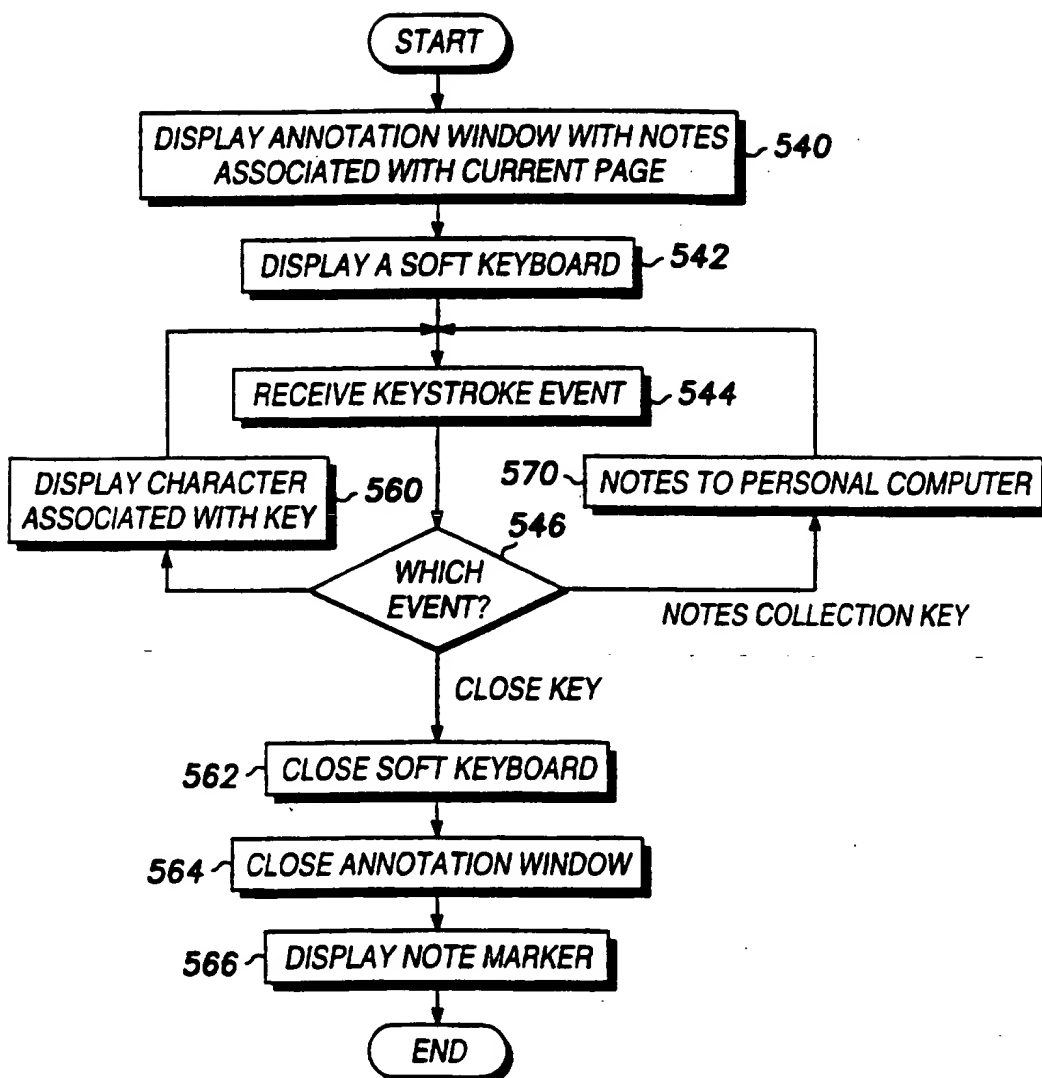 START
DISPLAY ANNOTATION WINDOW WITH NOTES
ASSOCIATED WITH CURRENT PAGE
540
DISPLAY A SOFT KEYBOARD
542
RECEIVE KEYSTROKE EVENT
544
DISPLAY CHARACTER
ASSOCIATED WITH KEY
560
570
NOTES TO PERSONAL COMPUTER
546
WHICH
EVENT?
NOTES COLLECTION KEY
CLOSE KEY
562
CLOSE SOFT KEYBOARD
564
CLOSE ANNOTATION WINDOW
566
DISPLAY NOTE MARKER
END